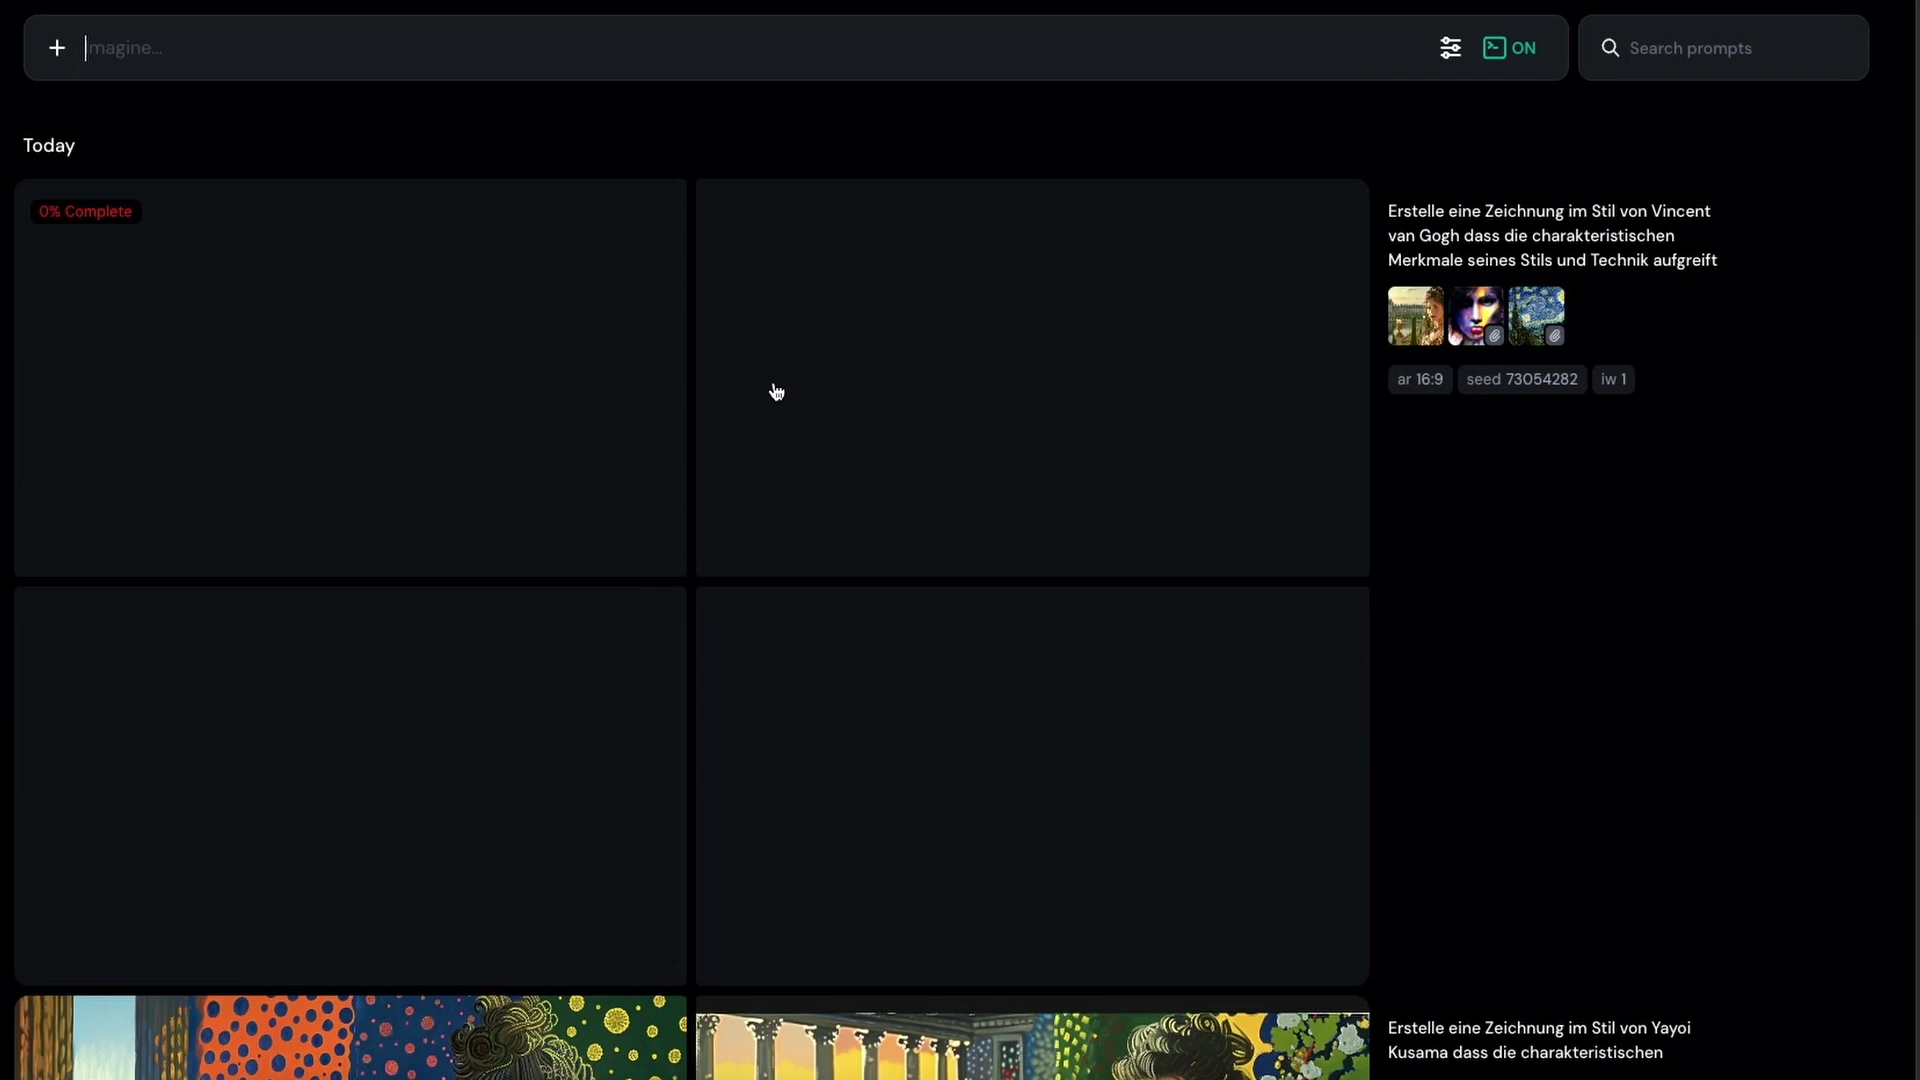 Imagine...
ON
Search prompts
Today
0% Complete
Erstelle eine Zeichnung im Stil von Vincent
van Gogh dass die charakteristischen
Merkmale seines Stils und Technik aufgreift
ar 16:9 seed 73054282 iw 1
Erstelle eine Zeichnung im Stil von Yayoi
Kusama dass die charakteristischen